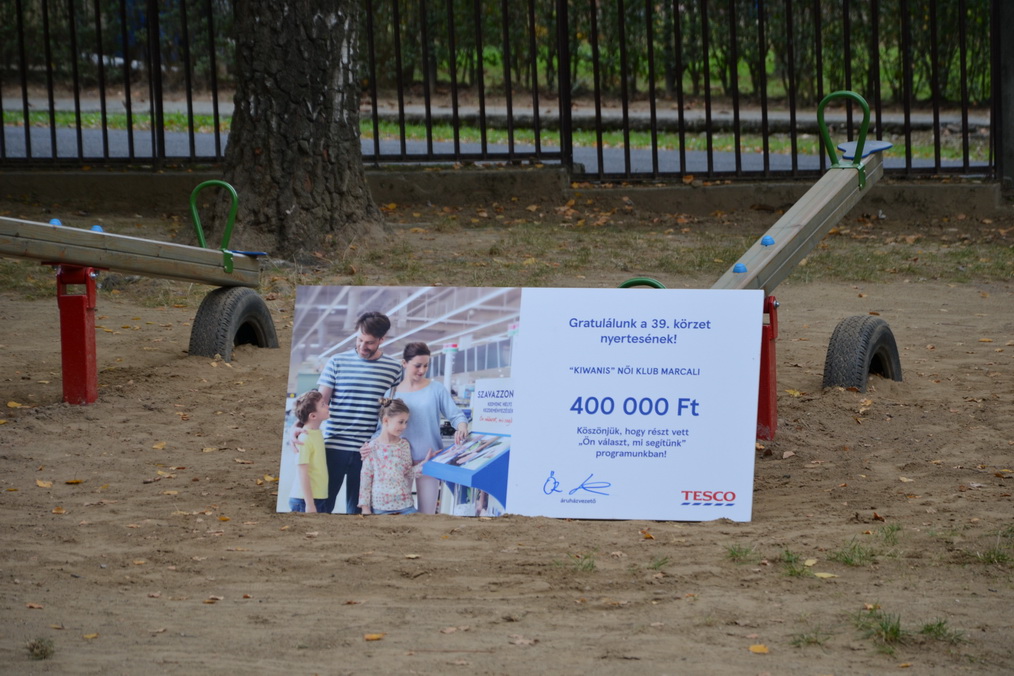 SZAVAZZON
Gratulálunk a 39. körzet
nyertesének!
"KIWANIS" NŐI KLUB MARCALI
400 000 Ft
Köszönjük, hogy részt vett
„Ön választ, mi segítünk"
programunkban!
áruházvezető
TESCO